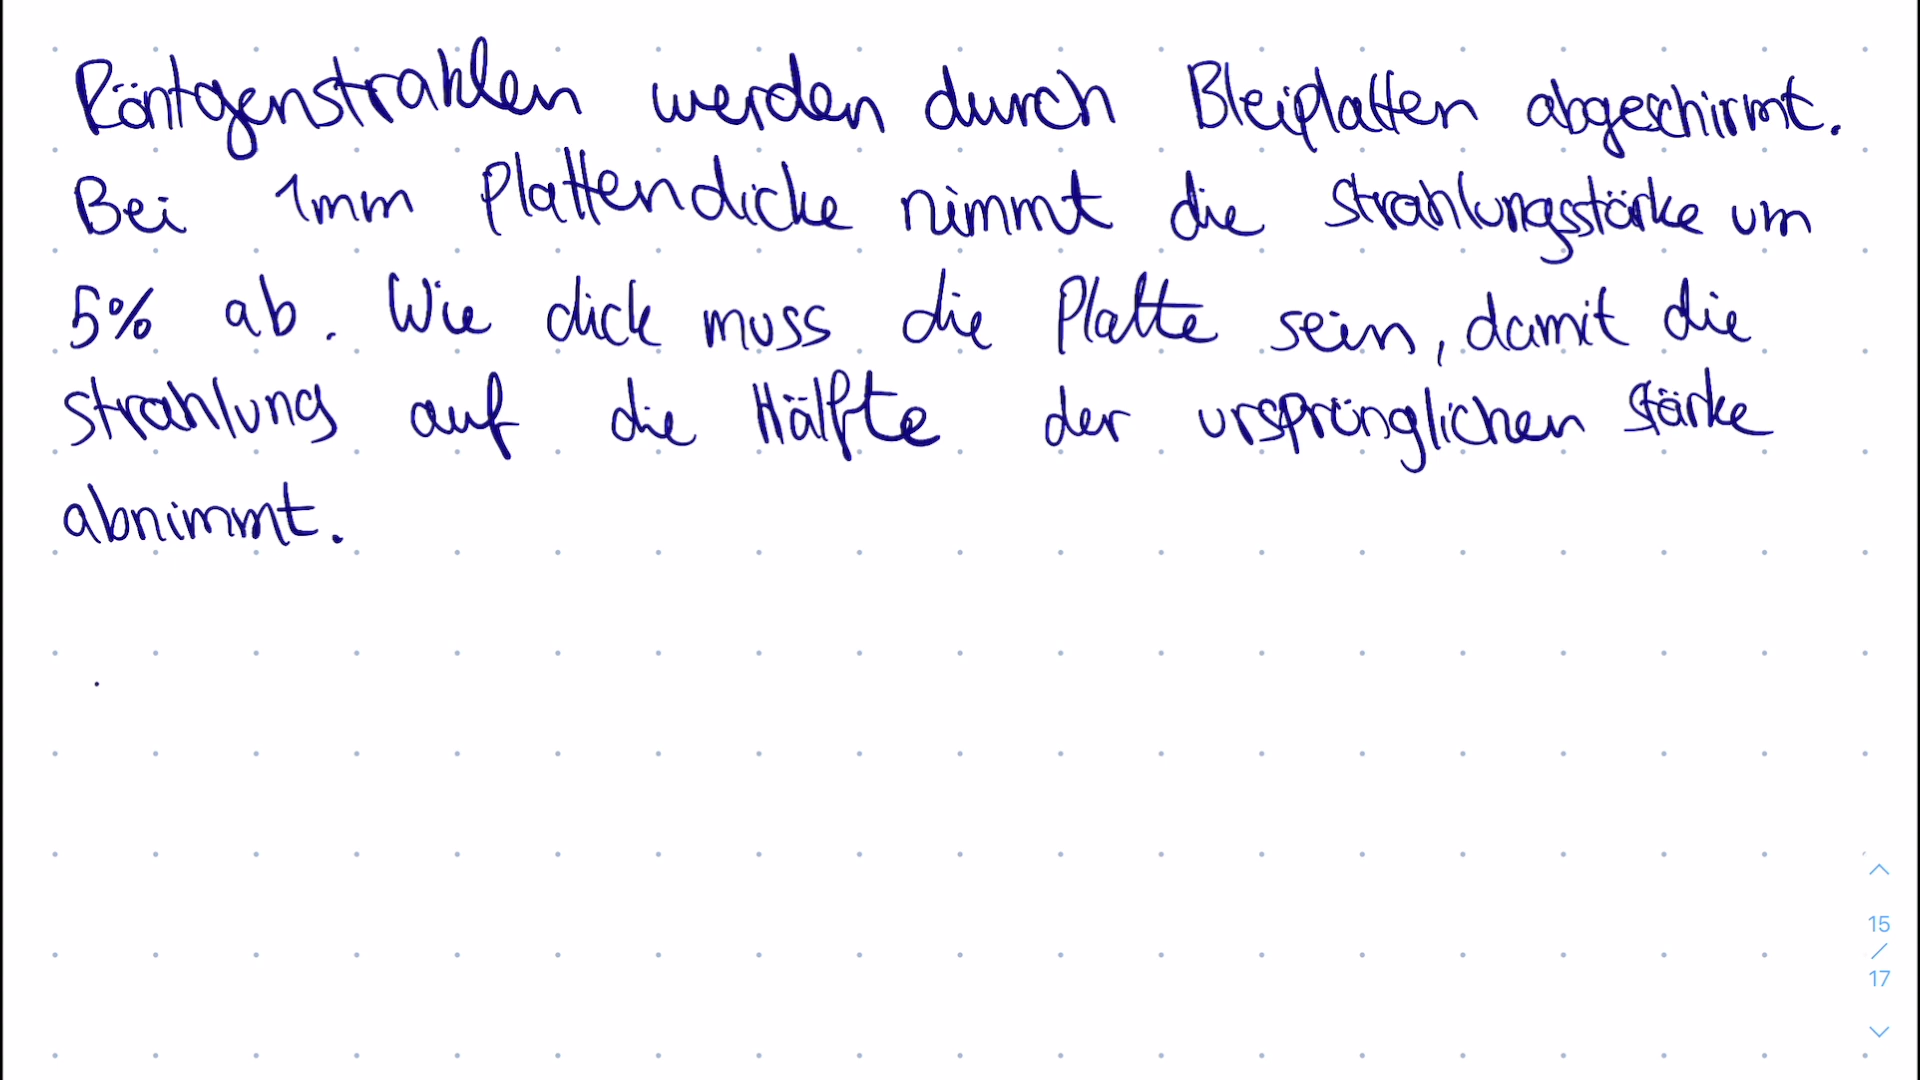 Röntgenstrahlen werden durch Bleiplatten abgeschirmt.
Bei 1mm Plattendicke nimmt die Strahlungsstärke um
5% ab. Wie dick muss die Platte sein, damit die
Strahlung auf die Hälfte der ursprünglichen Stärke
abnimmt.
15
/
17